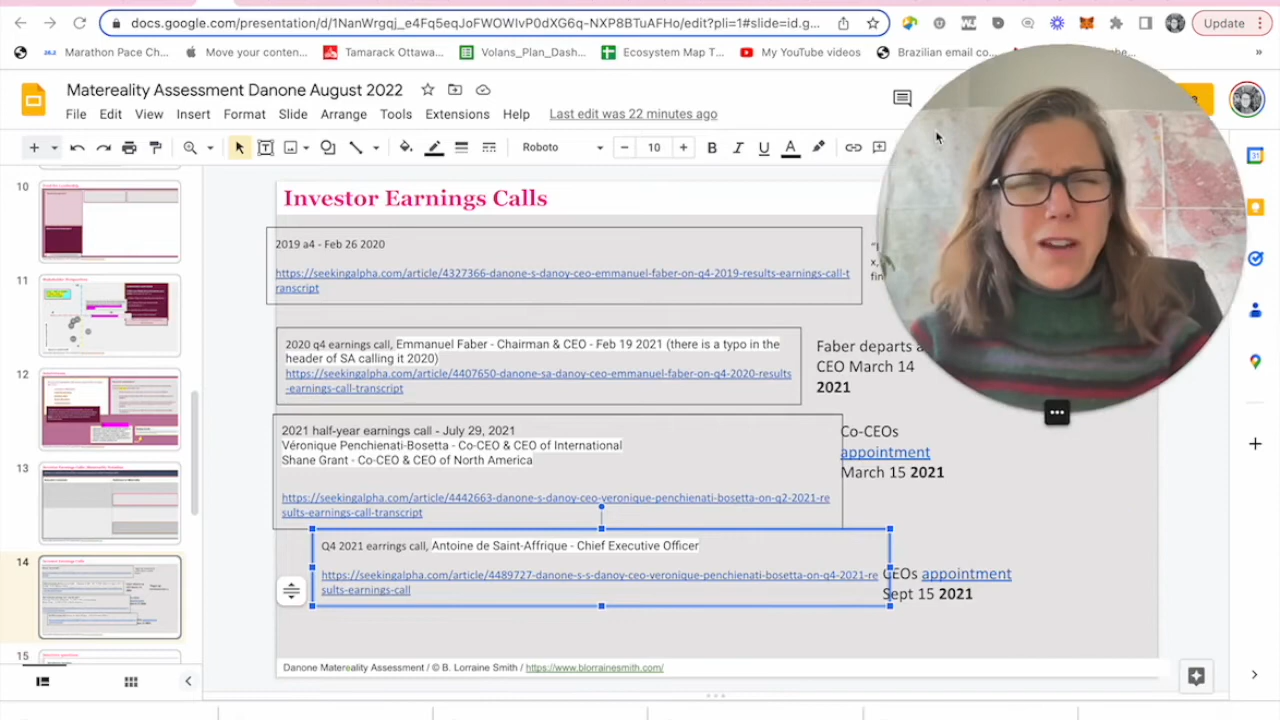 docs.google.com/presentation/d/1NanWrgqj_e4Fq5eqJoFWOWIvP0dXG6q-NXP8BTuAFHo/edit?pli=1#slide=id.g...
Update
Marathon Pace Ch...
Move your conten...
Tamarack Ottawa...
Volans_Plan_Dash...
Ecosystem Map T...
My YouTube videos
Brazilian email co...
Matereality Assessment Danone August 2022
File Edit View Insert Format Slide Arrange Tools Extensions Help Last edit was 22 minutes ago
Roboto
10
10
11
12
13
14
15
Investor Earnings Calls
2019 a4 - Feb 26 2020
https://seekingalpha.com/article/4327366-danone-s-danoy-ceo-emmanuel-faber-on-q4-2019-results-earnings-call-t
ranscript
2020 q4 earnings call, Emmanuel Faber - Chairman & CEO - Feb 19 2021 (there is a typo in the
header of SA calling it 2020)
https://seekingalpha.com/article/4407650-danone-sa-danoy-ceo-emmanuel-faber-on-q4-2020-results
-earnings-call-transcript
Faber departs a
CEO March 14
2021
2021 half-year earnings call - July 29, 2021
Véronique Penchienati-Bosetta - Co-CEO & CEO of International
Shane Grant - Co-CEO & CEO of North America
https://seekingalpha.com/article/4442663-danone-s-danoy-ceo-veronique-penchienati-bosetta-on-q2-2021-re
sults-earnings-call-transcript
Co-CEOs
appointment
March 15 2021
Q4 2021 earrings call, Antoine de Saint-Affrique - Chief Executive Officer
https://seekingalpha.com/article/4489727-danone-s-s-danoy-ceo-veronique-penchienati-bosetta-on-q4-2021-re
sults-earnings-call
CEOs appointment
Sept 15 2021
Danone Matereality Assessment / © B. Lorraine Smith / https://www.blorrainesmith.com/